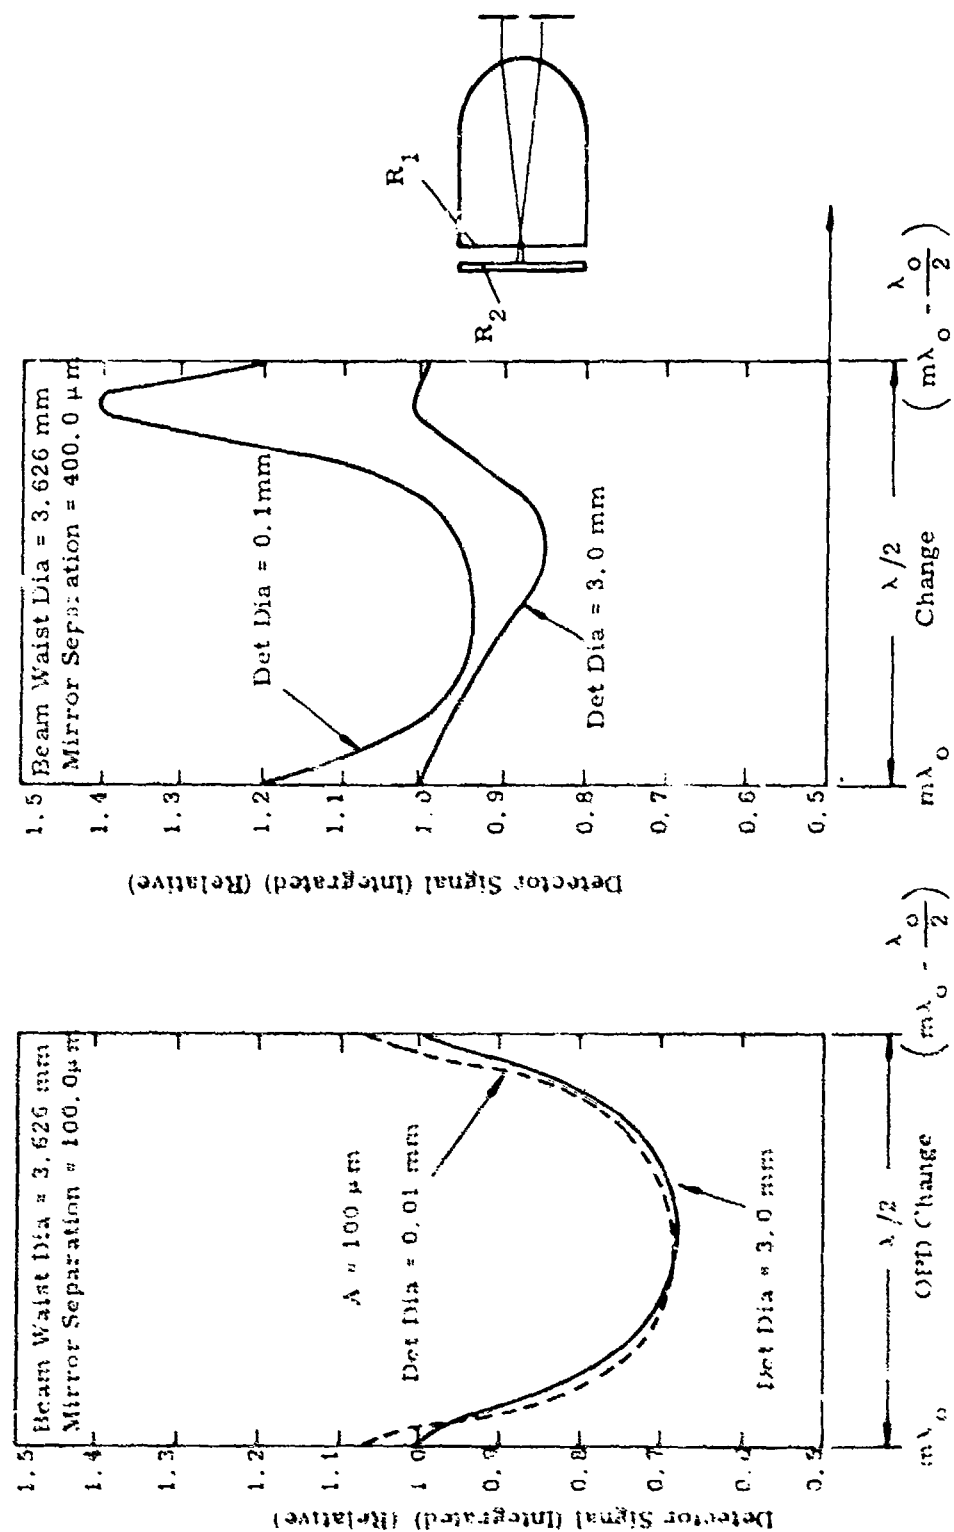 Beam Waist Dia = 3.626 mm
Mirror Separation = 100.0 μm
1.5
1.4
1.3
1.2
1.1
1.0
0.9
0.8
0.7
Detector Signal (Integrated) (Relative)
A = 100 μm
Det Dia = 0.01 mm
Det Dia = 3.0 mm
mλo
λ/2
OPD Change
(mλo - λo/2)
Beam Waist Dia = 3.626 mm
Mirror Separation = 400.0 μm
1.5
1.4
1.3
1.2
1.1
1.0
0.9
0.8
0.7
0.6
0.5
Detector Signal (Integrated) (Relative)
Det Dia = 0.1mm
Det Dia = 3.0 mm
mλo
λ/2
Change
(mλo - λo/2)
R2
R1